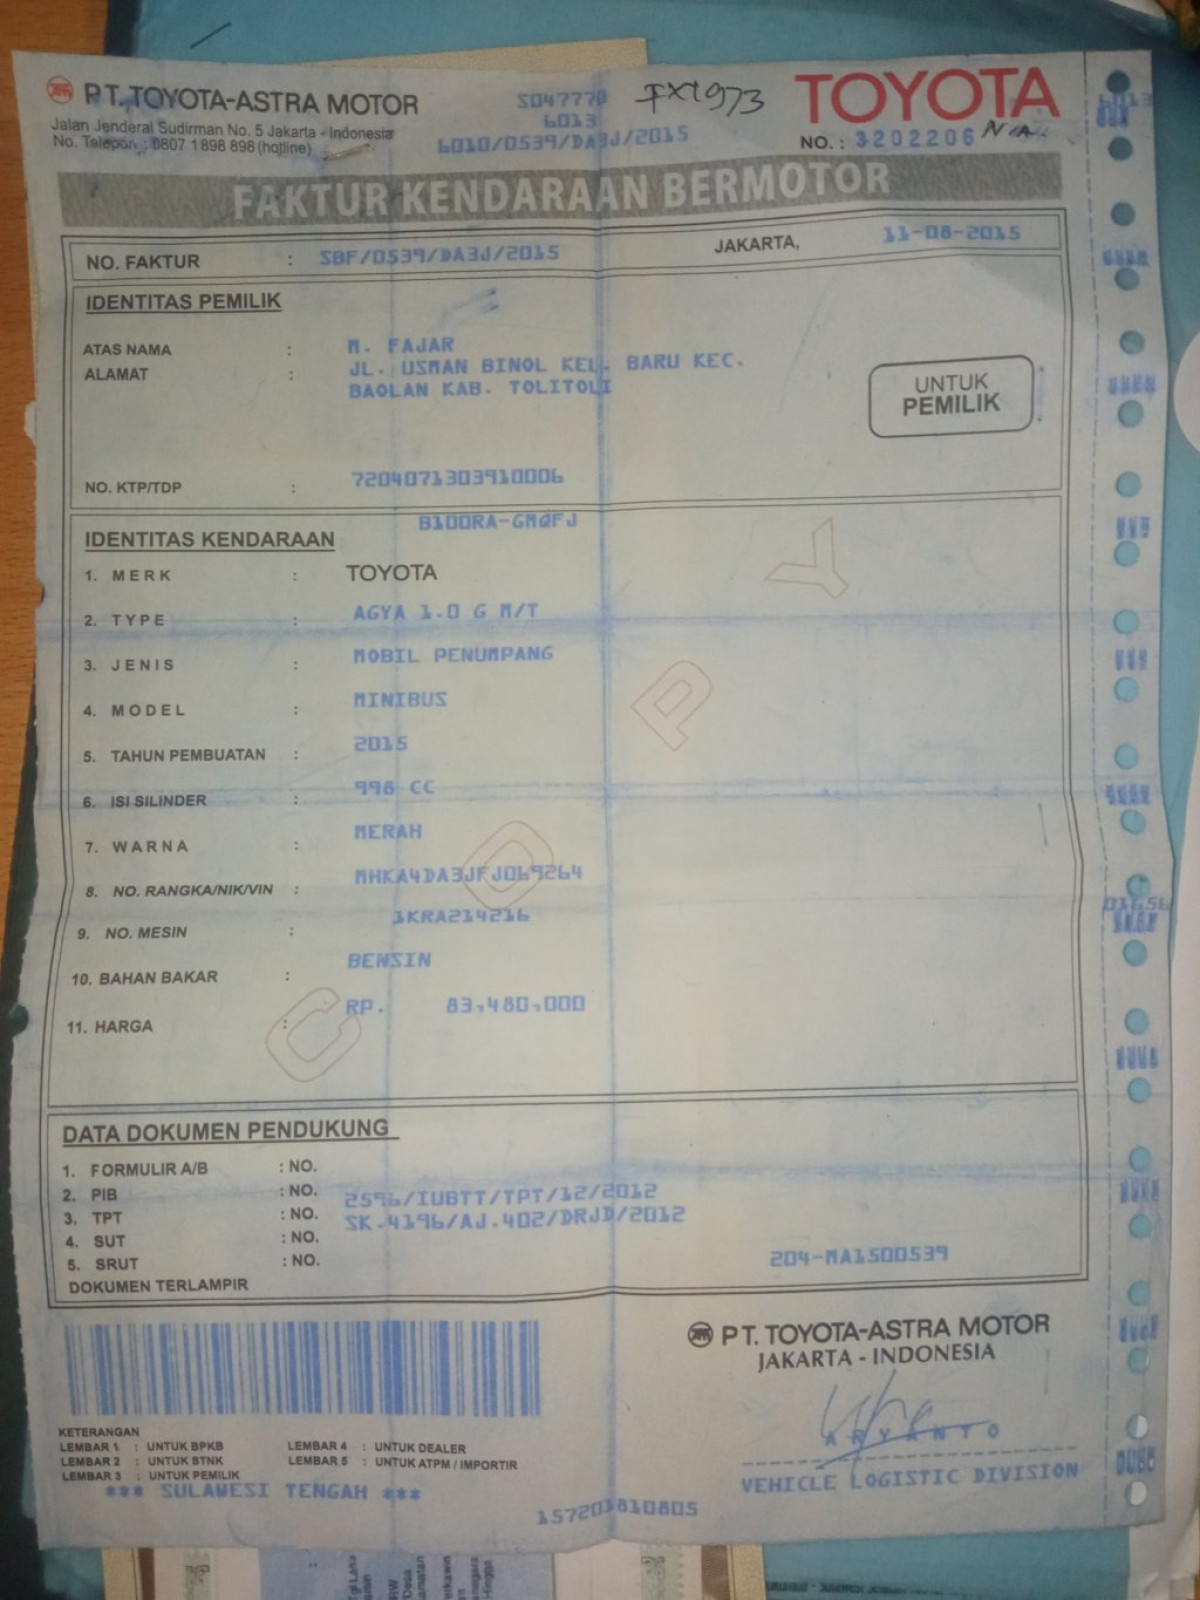 PT. TOYOTA-ASTRA MOTOR
Jalan Jenderal Sudirman No. 5 Jakarta - Indonesia
No. Telepon : 0807 1 898 898 (hotline)
S047770
6013
6010/0539/DA3J/2015
TOYOTA
NO. : 3202206
FAKTUR KENDARAAN BERMOTOR
NO. FAKTUR : SBF/0539/DA3J/2015 JAKARTA, 11-08-2015
IDENTITAS PEMILIK
ATAS NAMA : M. FAJAR
ALAMAT : JL. USMAN BINOL KEL. BARU KEC.
BAOLAN KAB. TOLITOLI
UNTUK
PEMILIK
NO. KTP/TDP : 7204071303910006
B100RA-GMQFJ
IDENTITAS KENDARAAN
1. MERK : TOYOTA
2. TYPE : AGYA 1.0 G M/T
3. JENIS : MOBIL PENUMPANG
4. MODEL : MINIBUS
5. TAHUN PEMBUATAN : 2015
6. ISI SILINDER : 998 CC
7. WARNA : MERAH
8. NO. RANGKA/NIK/VIN : MHKA4DA3JFJ069264
9. NO. MESIN : 1KRA214216
10. BAHAN BAKAR : BENSIN
11. HARGA : RP. 83,480,000
COPY
DATA DOKUMEN PENDUKUNG
1. FORMULIR A/B : NO.
2. PIB : NO.
3. TPT : NO. 2596/IUBTT/TPT/12/2012
4. SUT : NO. SK.4196/AJ.402/DRJD/2012
5. SRUT : NO.
204-MA1500539
DOKUMEN TERLAMPIR
PT. TOYOTA-ASTRA MOTOR
JAKARTA - INDONESIA
ARYANTO
VEHICLE LOGISTIC DIVISION
KETERANGAN
LEMBAR 1 : UNTUK BPKB LEMBAR 4 : UNTUK DEALER
LEMBAR 2 : UNTUK STNK LEMBAR 5 : UNTUK ATPM / IMPORTIR
LEMBAR 3 : UNTUK PEMILIK
*** SULAWESI TENGAH ***
157201810805